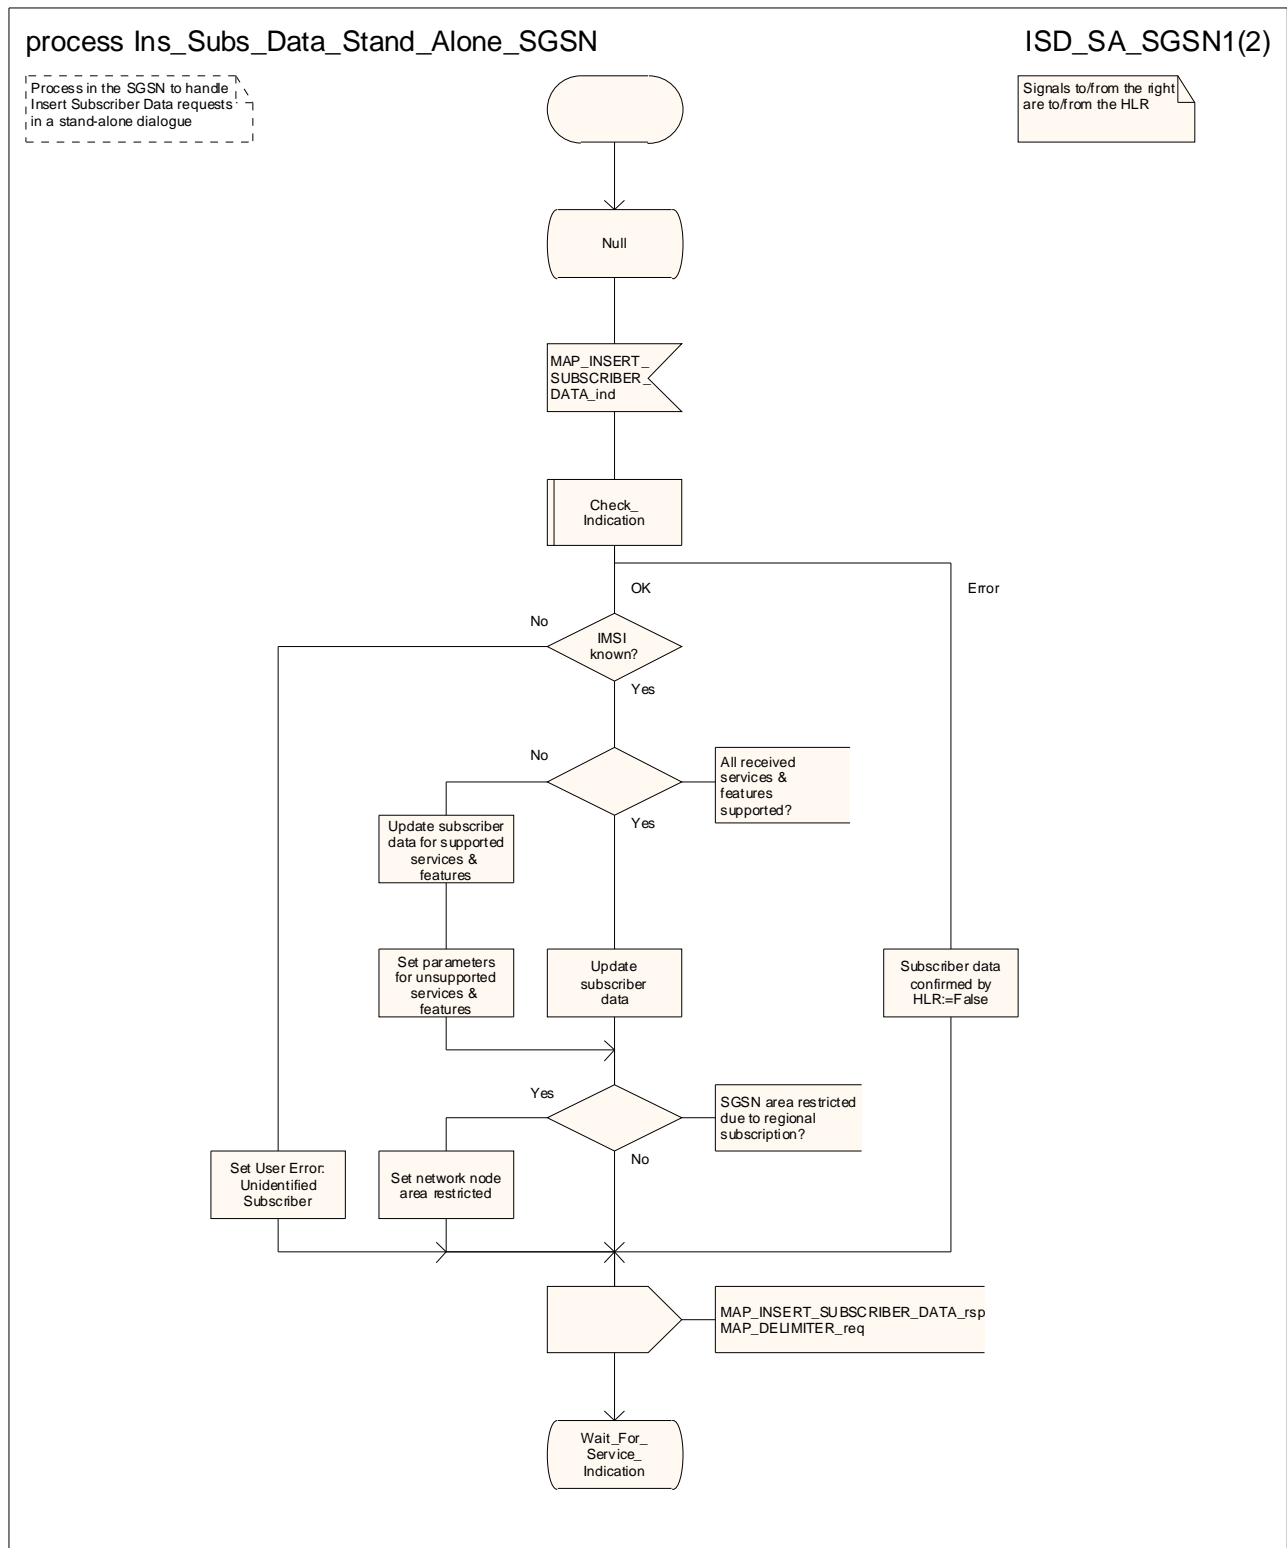 process Ins_Subs_Data_Stand_Alone_SGSN
ISD_SA_SGSN1(2)
Process in the SGSN to handle
Insert Subscriber Data requests
in a stand-alone dialogue
Signals to/from the right
are to/from the HLR
Null
MAP_INSERT_
SUBSCRIBER_
DATA_ind
Check_
Indication
OK
Error
No
IMSI
known?
Yes
No
All received
services &
features
supported?
Yes
Update subscriber
data for supported
services &
features
Set parameters
for unsupported
services &
features
Update
subscriber
data
Subscriber data
confirmed by
HLR:=False
Yes
SGSN area restricted
due to regional
subscription?
No
Set User Error:
Unidentified
Subscriber
Set network node
area restricted
MAP_INSERT_SUBSCRIBER_DATA_rsp
MAP_DELIMITER_req
Wait_For_
Service_
Indication